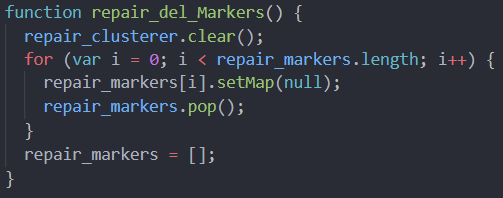 function repair_del_Markers() {
  repair_clusterer.clear();
  for (var i = 0; i < repair_markers.length; i++) {
    repair_markers[i].setMap(null);
    repair_markers.pop();
  }
  repair_markers = [];
}